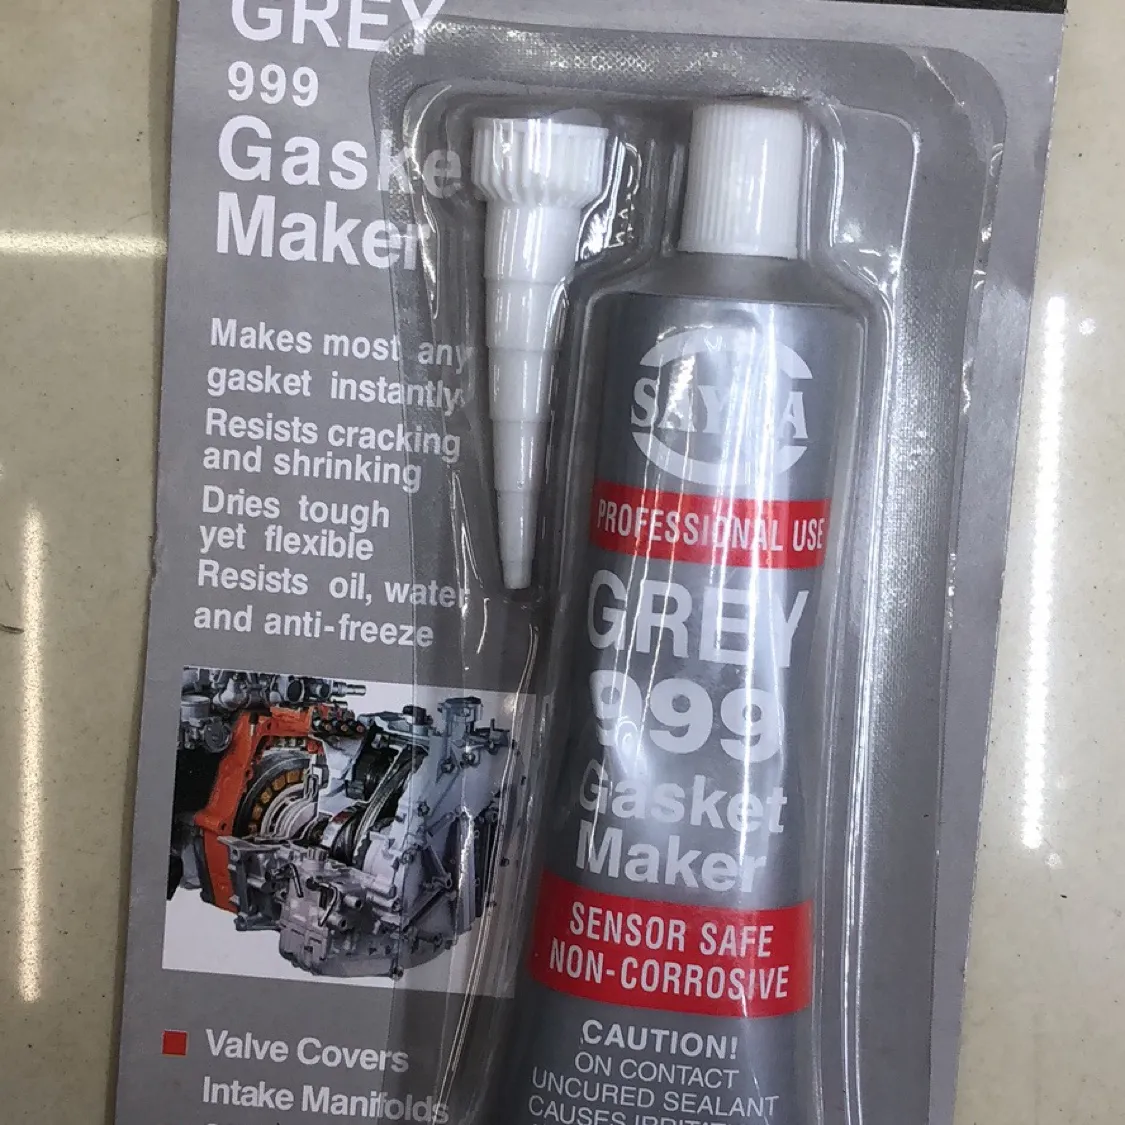 GREY
999
Gasket
Maker
Makes most any
gasket instantly
Resists cracking
and shrinking
Dries tough
yet flexible
Resists oil, water
and anti-freeze
Valve Covers
Intake Manifolds
PROFESSIONAL USE
GREY
999
Gasket
Maker
SENSOR SAFE
NON-CORROSIVE
CAUTION!
ON CONTACT
UNCURED SEALANT
CAUSES